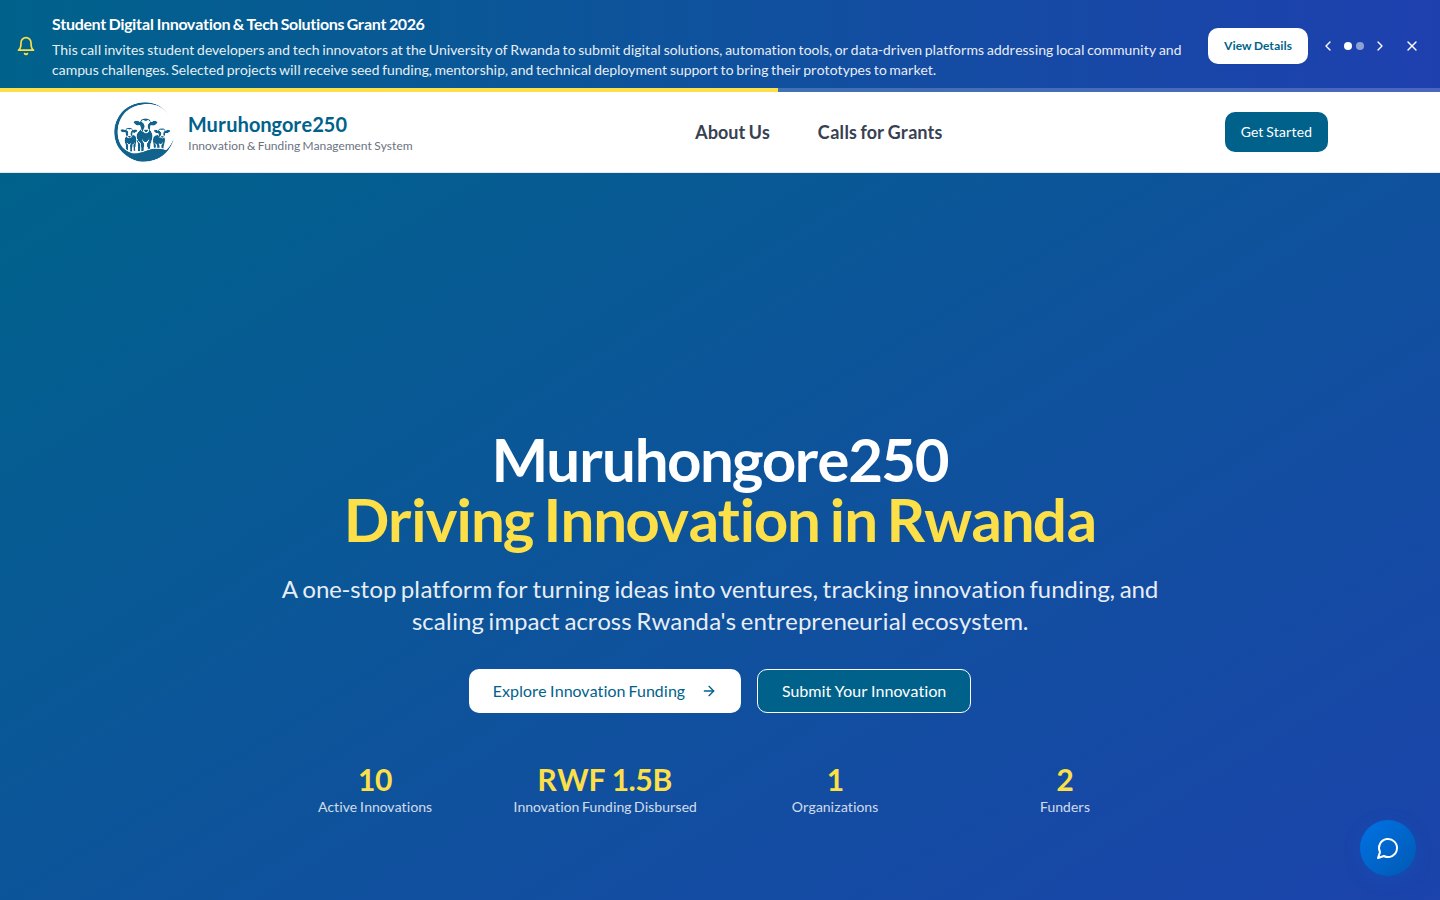 Student Digital Innovation & Tech Solutions Grant 2026
This call invites student developers and tech innovators at the University of Rwanda to submit digital solutions, automation tools, or data-driven platforms addressing local community and
campus challenges. Selected projects will receive seed funding, mentorship, and technical deployment support to bring their prototypes to market.
View Details
Muruhongore250
Innovation & Funding Management System
About Us
Calls for Grants
Get Started
Muruhongore250
Driving Innovation in Rwanda
A one-stop platform for turning ideas into ventures, tracking innovation funding, and
scaling impact across Rwanda's entrepreneurial ecosystem.
Explore Innovation Funding
Submit Your Innovation
10
Active Innovations
RWF 1.5B
Innovation Funding Disbursed
1
Organizations
2
Funders